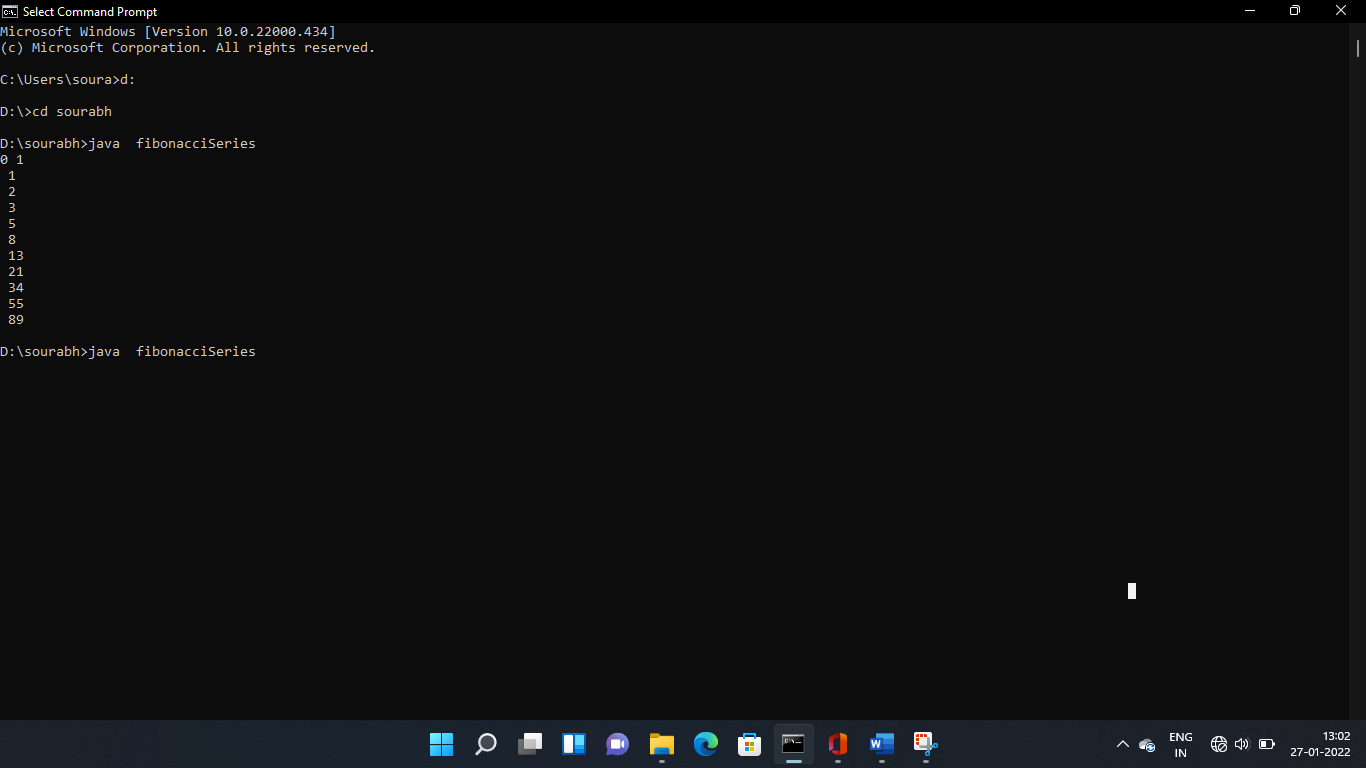 Select Command Prompt
Microsoft Windows [Version 10.0.22000.434]
(c) Microsoft Corporation. All rights reserved.
C:\Users\soura>d:
D:\>cd sourabh
D:\sourabh>java  fibonacciSeries
0 1
1
2
3
5
8
13
21
34
55
89
D:\sourabh>java  fibonacciSeries
ENG
IN
13:02
27-01-2022